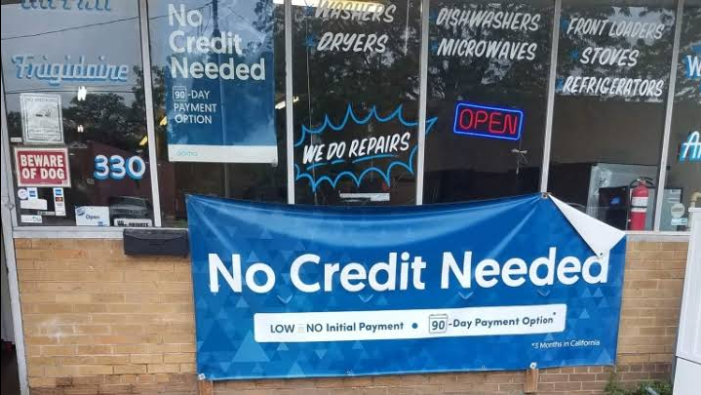 Frigidaire
BEWARE
OF DOG
330
Open
No
Credit
Needed
90-DAY
PAYMENT
OPTION
WASHERS
DRYERS
WE DO REPAIRS
DISHWASHERS
MICROWAVES
OPEN
FRONT LOADERS
STOVES
REFRIGERATORS
No Credit Needed
LOW NO Initial Payment • 90-Day Payment Option*
*3 Months in California